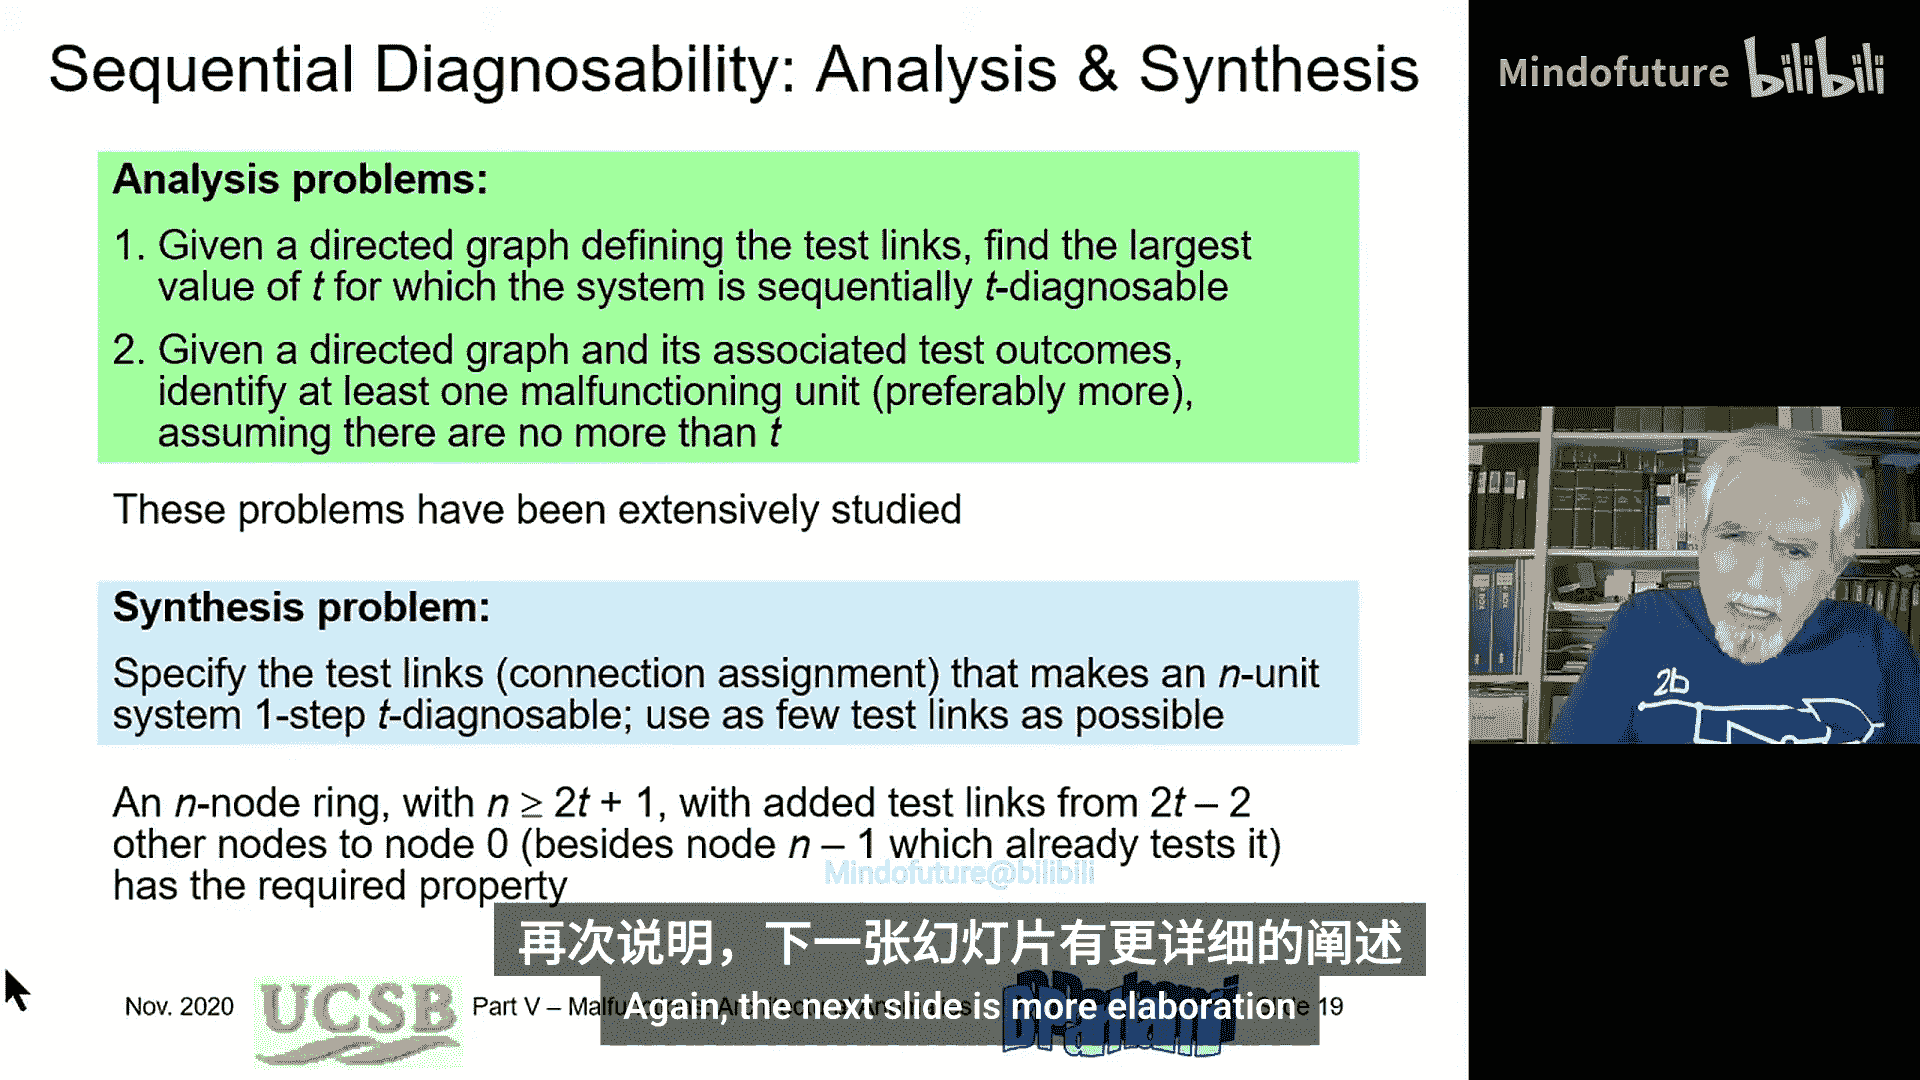 Sequential Diagnosability: Analysis & Synthesis
Mindofuture bilibili
Analysis problems:
1. Given a directed graph defining the test links, find the largest
value of t for which the system is sequentially t-diagnosable
2. Given a directed graph and its associated test outcomes,
identify at least one malfunctioning unit (preferably more),
assuming there are no more than t
These problems have been extensively studied
Synthesis problem:
Specify the test links (connection assignment) that makes an n-unit
system 1-step t-diagnosable; use as few test links as possible
2b
An n-node ring, with n ≥ 2t + 1, with added test links from 2t – 2
other nodes to node 0 (besides node n – 1 which already tests it)
has the required property
Mindofuture@bilibili
再次说明，下一张幻灯片有更详细的阐述
Again, the next slide is more elaboration
Nov. 2020 UCSB Part V – 19